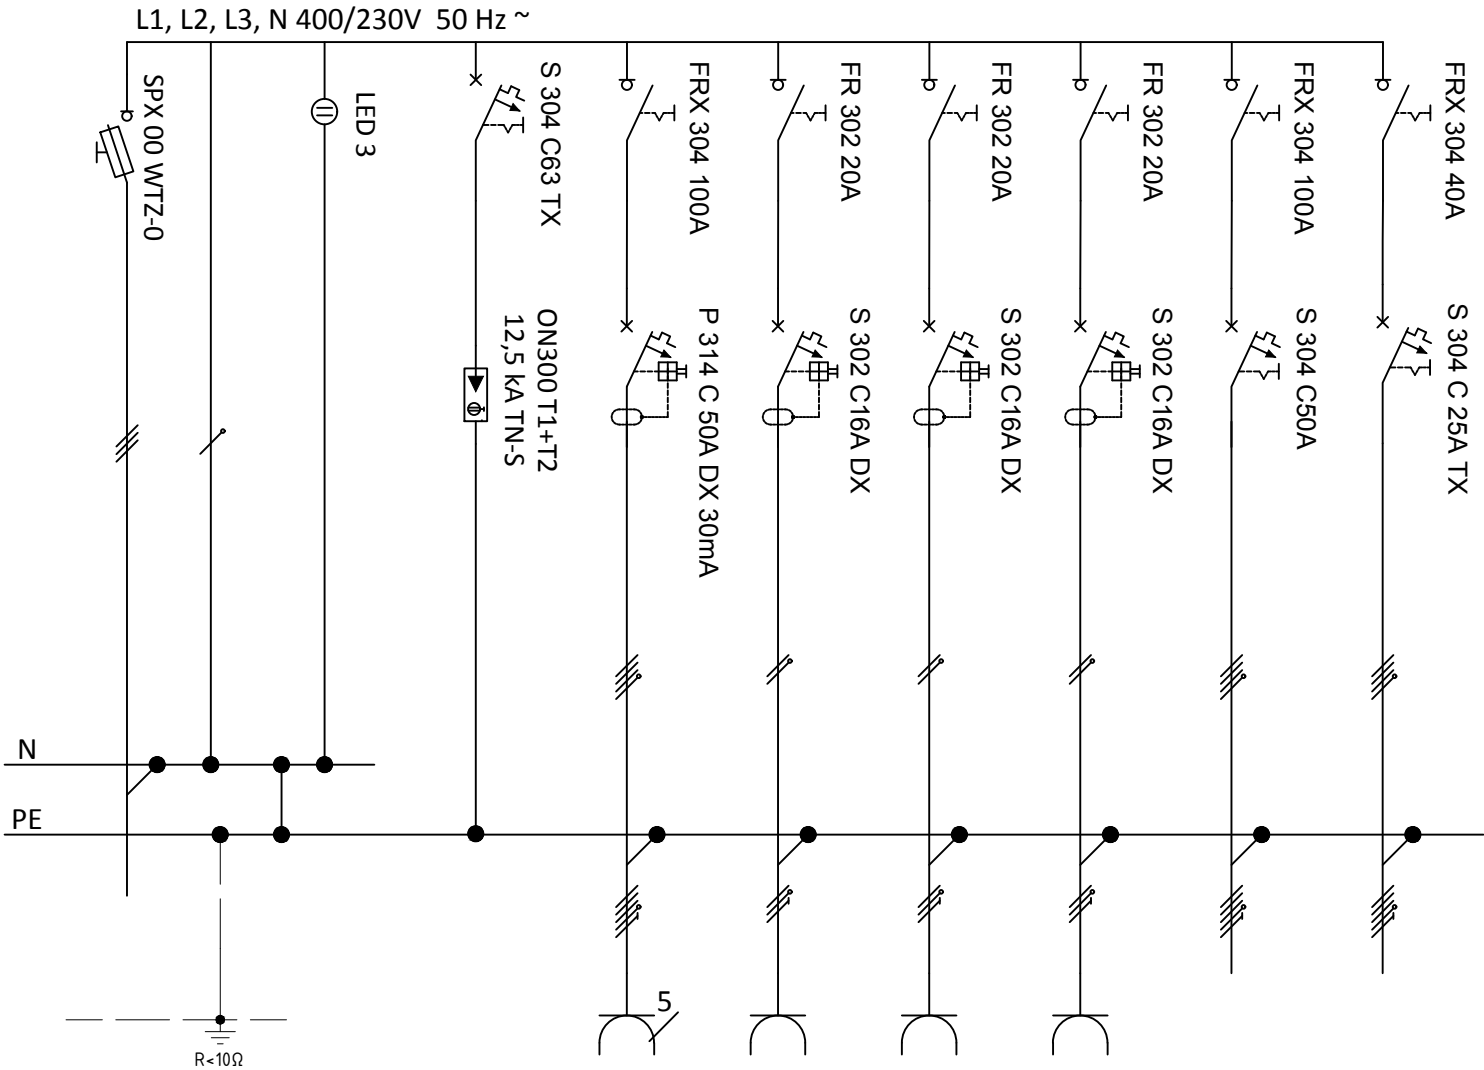 L1, L2, L3, N 400/230V 50 Hz ~
SPX 00 WTZ-0
LED 3
S 304 C63 TX
ON300 T1+T2
12,5 kA TN-S
FRX 304 100A
P 314 C 50A DX 30mA
FR 302 20A
S 302 C16A DX
FR 302 20A
S 302 C16A DX
FR 302 20A
S 302 C16A DX
FRX 304 100A
S 304 C50A
FRX 304 40A
S 304 C 25A TX
N
PE
5
R<10Ω